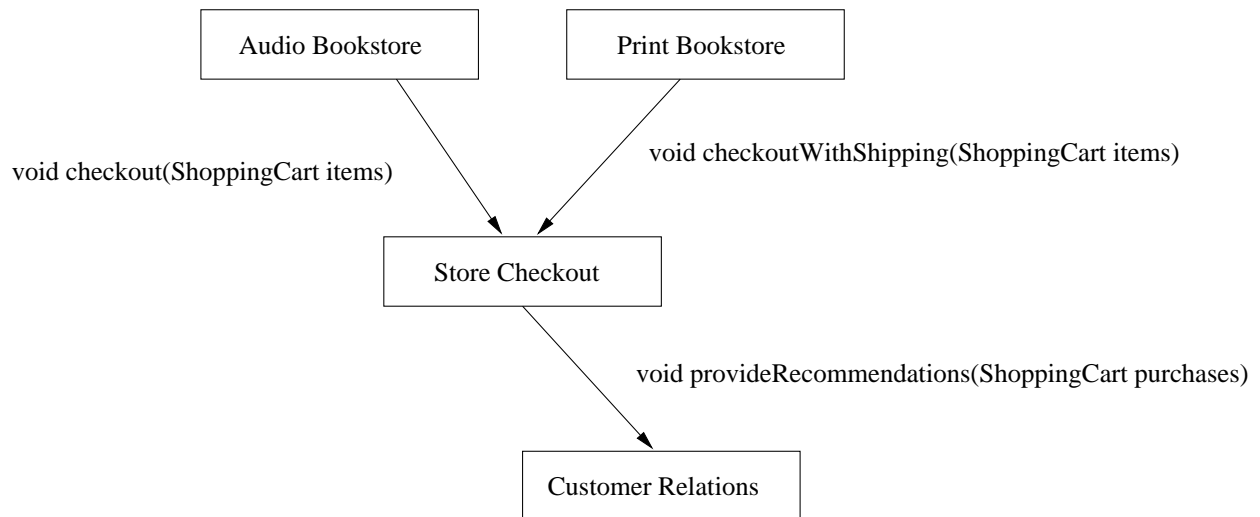 Audio Bookstore
Print Bookstore
void checkoutWithShipping(ShoppingCart items)
void checkout(ShoppingCart items)
Store Checkout
void provideRecommendations(ShoppingCart purchases)
Customer Relations